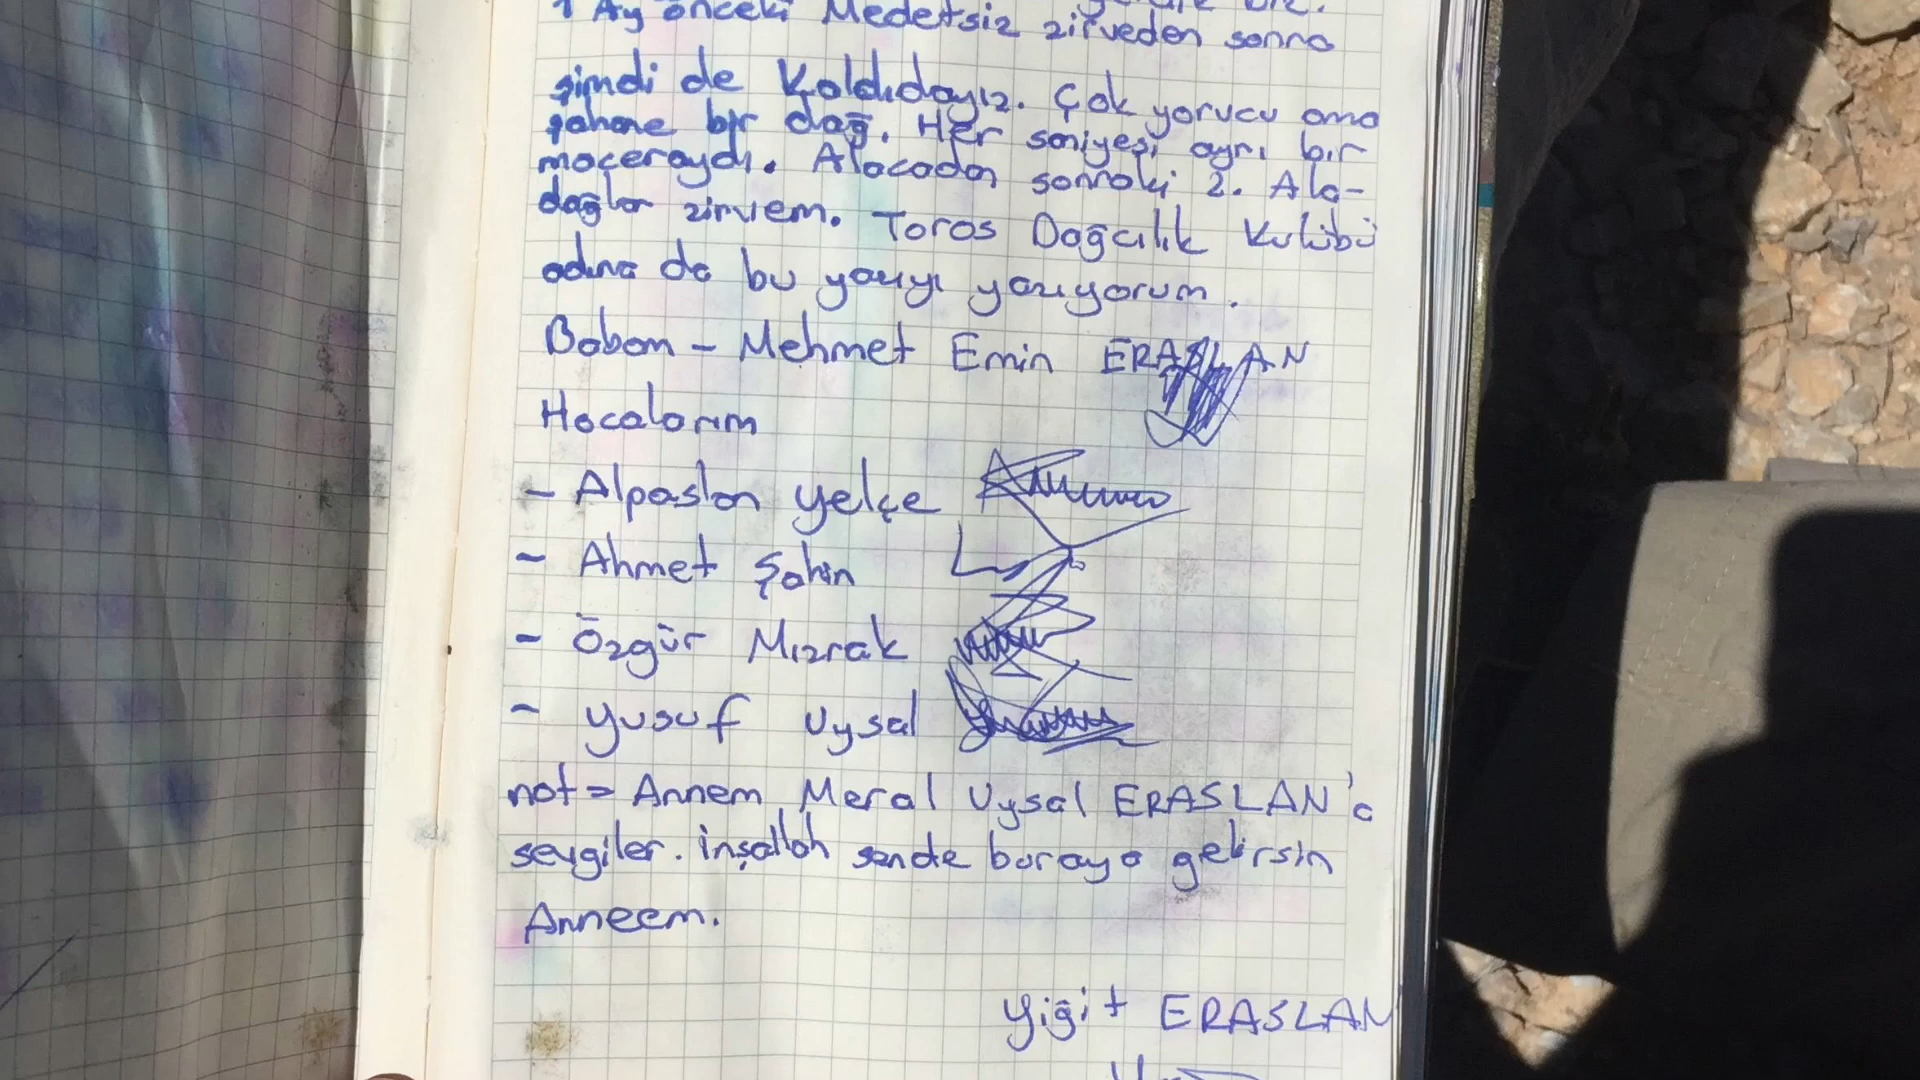 1 Ay önceki Medetsiz zirveden sonra
şimdi de Kaldıdayız. Çok yorucu ama
şahane bir dağ. Her saniyesi ayrı bir
maceraydı. Alacadan sonraki 2. Ala-
dağlar zirvem. Toros Dağcılık Kulübü
adına da bu yazıyı yazıyorum.
Babam - Mehmet Emin ERASLAN
Hocalarım
- Alpaslan Yelçe
- Ahmet Şahin
- Özgür Mızrak
- Yusuf Uysal
not = Annem Meral Uysal ERASLAN'a
sevgiler. inşallah sende buraya gelirsin
Anneem.
Yiğit ERASLAN